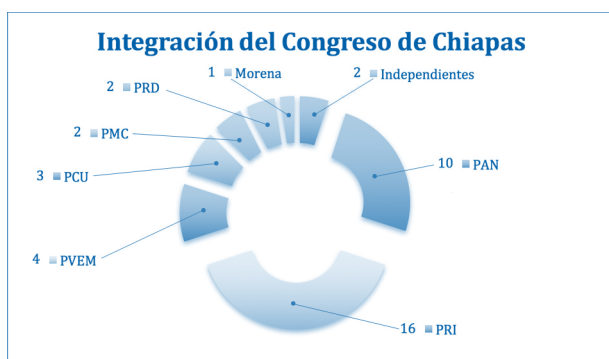 Integración del Congreso de Chiapas
1 Morena
2 Independientes
2 PRD
2 PMC
10 PAN
3 PCU
4 PVEM
16 PRI